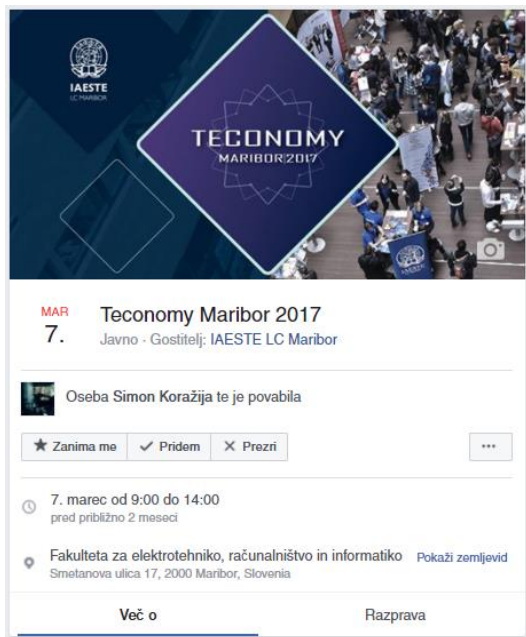 IAESTE
LC MARIBOR
TECONOMY
MARIBOR 2017
MAR
7.
Teconomy Maribor 2017
Javno · Gostitelj: IAESTE LC Maribor
Oseba Simon Koražija te je povabila
Zanima me
Pridem
Prezri
7. marec od 9:00 do 14:00
pred približno 2 meseci
Fakulteta za elektrotehniko, računalništvo in informatiko Pokaži zemljevid
Smetanova ulica 17, 2000 Maribor, Slovenia
Več o
Razprava